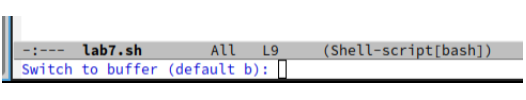 -:--- lab7.sh All L9 (Shell-script[bash])
Switch to buffer (default b):